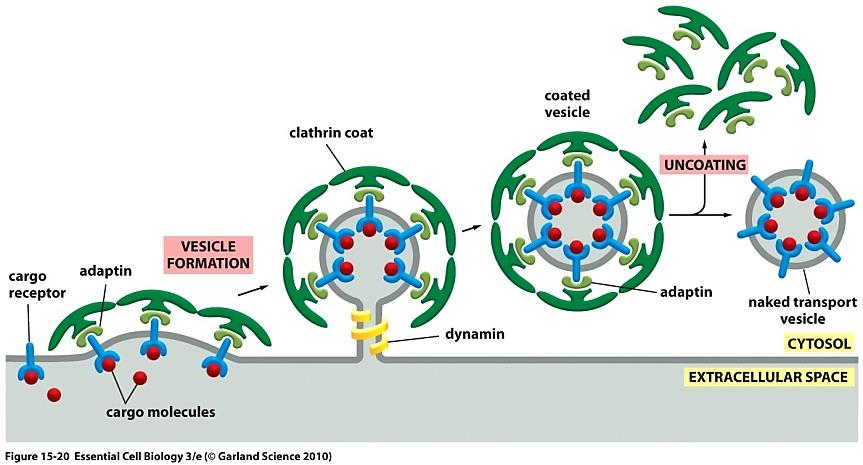 cargo
receptor
adaptin
cargo molecules
VESICLE
FORMATION
clathrin coat
dynamin
coated
vesicle
adaptin
UNCOATING
naked transport
vesicle
CYTOSOL
EXTRACELLULAR SPACE
Figure 15-20 Essential Cell Biology 3/e (© Garland Science 2010)